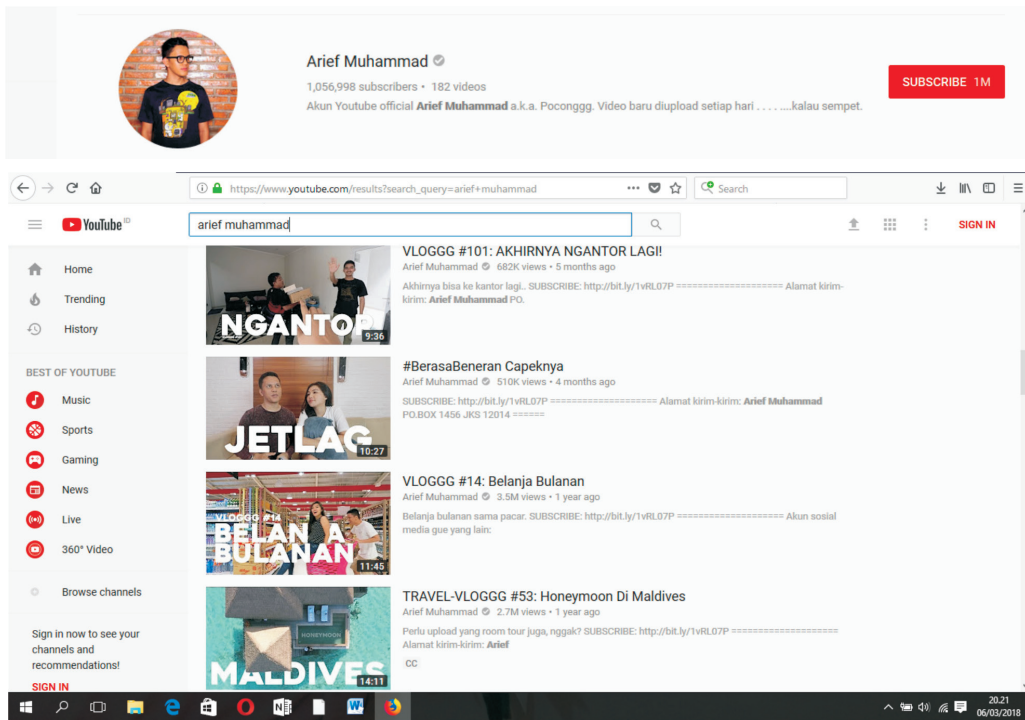 Arief Muhammad
1,056,998 subscribers • 182 videos
Akun Youtube official Arief Muhammad a.k.a. Poconggg. Video baru diupload setiap hari . . . . ....kalau sempet.
SUBSCRIBE 1M
https://www.youtube.com/results?search_query=arief+muhammad
Search
YouTube ID
arief muhammad
SIGN IN
Home
Trending
History
BEST OF YOUTUBE
Music
Sports
Gaming
News
Live
360° Video
Browse channels
Sign in now to see your
channels and
recommendations!
SIGN IN
NGANTOR
9:36
VLOGGG #101: AKHIRNYA NGANTOR LAGI!
Arief Muhammad 682K views • 5 months ago
Akhirnya bisa ke kantor lagi.. SUBSCRIBE: http://bit.ly/1vRL07P =================== Alamat kirim-
kirim: Arief Muhammad PO.
JETLAG
10:27
#BerasaBeneran Capeknya
Arief Muhammad 510K views • 4 months ago
SUBSCRIBE: http://bit.ly/1vRL07P =================== Alamat kirim-kirim: Arief Muhammad
PO.BOX 1456 JKS 12014 ======
VLOGGG #14
BELANJA
BULANAN
11:45
VLOGGG #14: Belanja Bulanan
Arief Muhammad 3.5M views • 1 year ago
Belanja bulanan sama pacar. SUBSCRIBE: http://bit.ly/1vRL07P =================== Akun sosial
media gue yang lain:
HONEYMOON
MALDIVES
14:11
TRAVEL-VLOGGG #53: Honeymoon Di Maldives
Arief Muhammad 2.7M views • 1 year ago
Perlu upload yang room tour juga, nggak? SUBSCRIBE: http://bit.ly/1vRL07P ===================
Alamat kirim-kirim: Arief
CC
20.21
06/03/2018